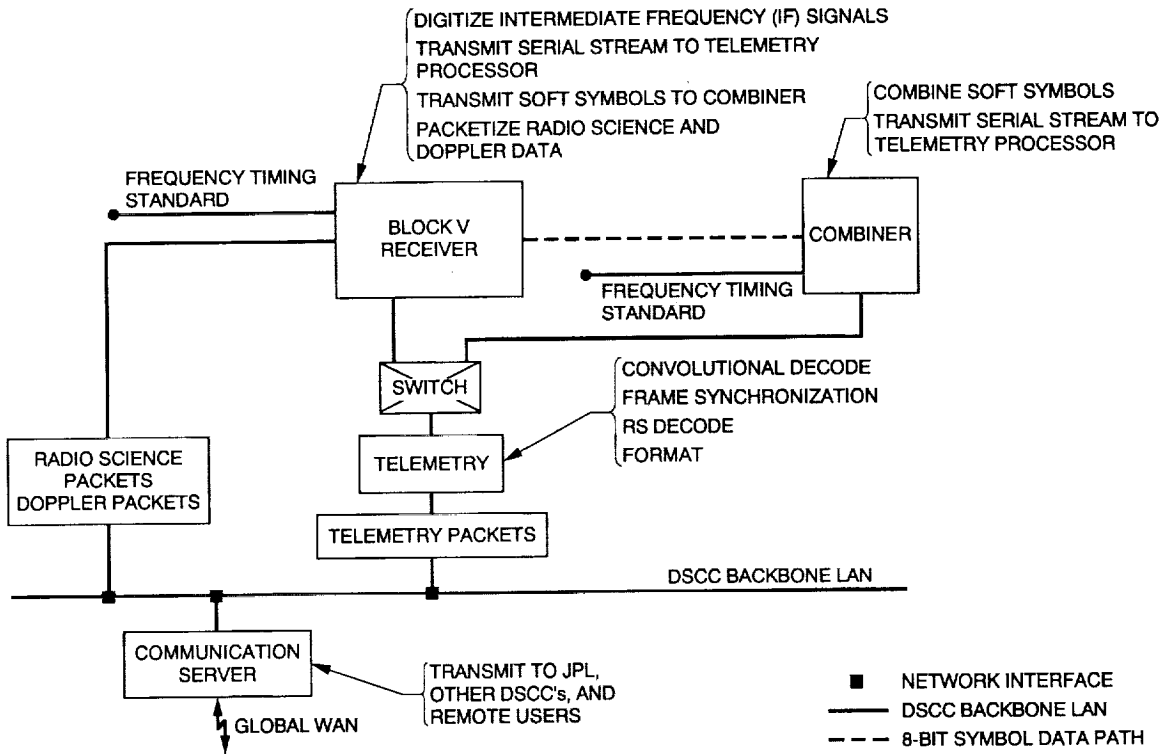 DIGITIZE INTERMEDIATE FREQUENCY (IF) SIGNALS
TRANSMIT SERIAL STREAM TO TELEMETRY
PROCESSOR
TRANSMIT SOFT SYMBOLS TO COMBINER
PACKETIZE RADIO SCIENCE AND
DOPPLER DATA
COMBINE SOFT SYMBOLS
TRANSMIT SERIAL STREAM TO
TELEMETRY PROCESSOR
FREQUENCY TIMING
STANDARD
BLOCK V
RECEIVER
COMBINER
FREQUENCY TIMING
STANDARD
SWITCH
CONVOLUTIONAL DECODE
FRAME SYNCHRONIZATION
RS DECODE
FORMAT
TELEMETRY
RADIO SCIENCE
PACKETS
DOPPLER PACKETS
TELEMETRY PACKETS
DSCC BACKBONE LAN
COMMUNICATION
SERVER
TRANSMIT TO JPL,
OTHER DSCC's, AND
REMOTE USERS
GLOBAL WAN
NETWORK INTERFACE
DSCC BACKBONE LAN
8-BIT SYMBOL DATA PATH